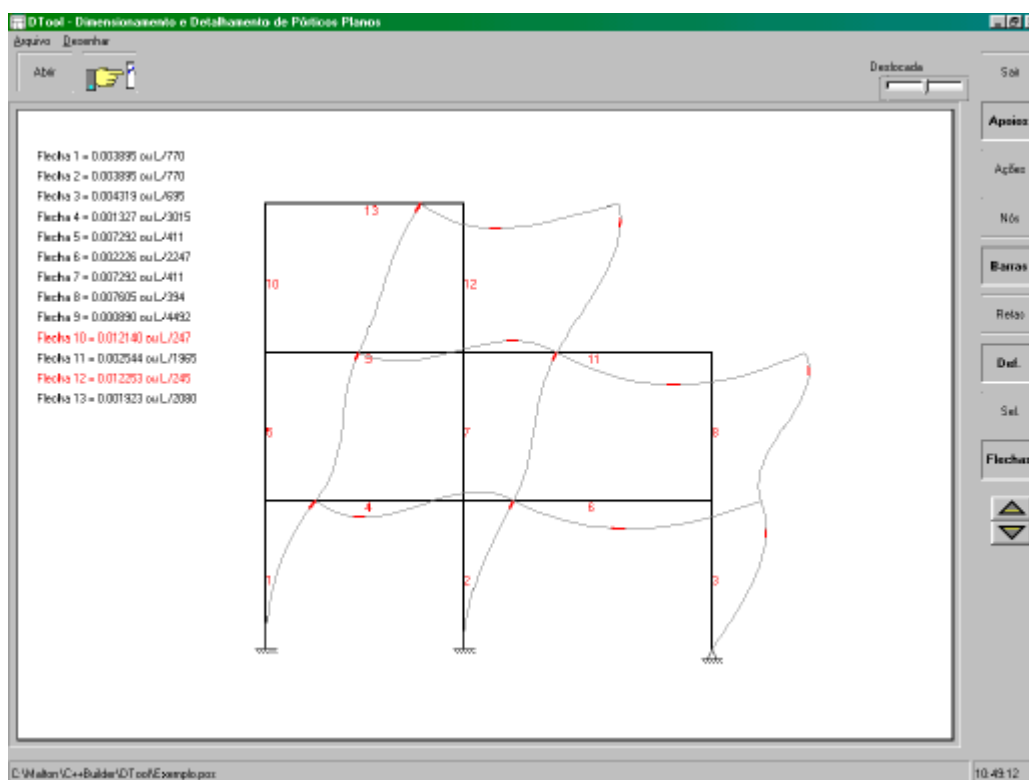 DTool - Dimensionamento e Detalhamento de Pórticos Planos
Arquivo Desenhar
Abrir
Deslocada
Sair
Apoios
Ações
Nós
Barras
Relas
Def.
Sel.
Flechas
Flecha 1 = 0.003895 ou L/770
Flecha 2 = 0.003895 ou L/770
Flecha 3 = 0.004319 ou L/695
Flecha 4 = 0.001327 ou L/3015
Flecha 5 = 0.007292 ou L/411
Flecha 6 = 0.002226 ou L/2247
Flecha 7 = 0.007292 ou L/411
Flecha 8 = 0.007605 ou L/394
Flecha 9 = 0.000890 ou L/4492
Flecha 10 = 0.012140 ou L/247
Flecha 11 = 0.002544 ou L/1965
Flecha 12 = 0.012253 ou L/245
Flecha 13 = 0.001923 ou L/2080
13
10
12
9
11
5
7
8
4
6
1
2
3
C:\Malton\C++Builder\DTool\Exemplo.pos
10:49:12